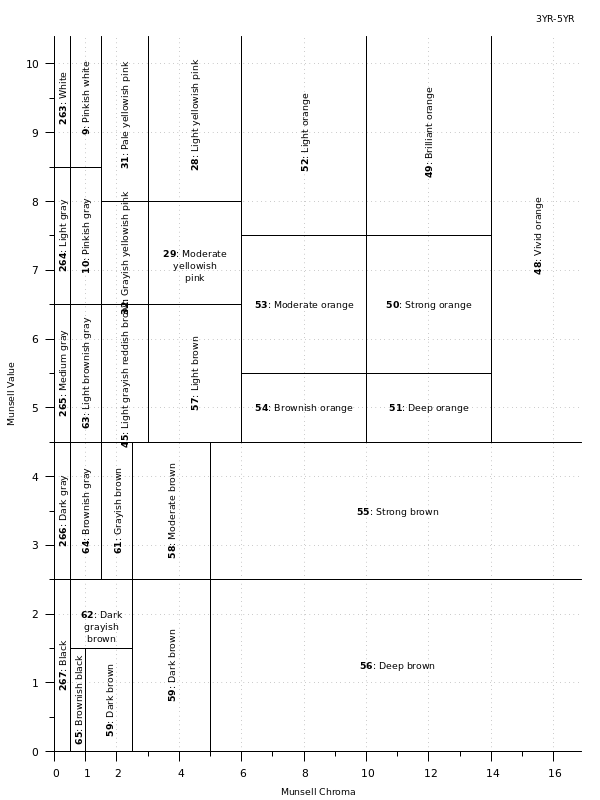 3YR-5YR
Munsell Value
10
9
8
7
6
5
4
3
2
1
0
263: White
9: Pinkish white
31: Pale yellowish pink
28: Light yellowish pink
52: Light orange
49: Brilliant orange
48: Vivid orange
264: Light gray
10: Pinkish gray
32: Grayish yellowish pink
29: Moderate
yellowish
pink
53: Moderate orange
50: Strong orange
265: Medium gray
63: Light brownish gray
45: Light grayish reddish brown
57: Light brown
54: Brownish orange
51: Deep orange
266: Dark gray
64: Brownish gray
61: Grayish brown
58: Moderate brown
55: Strong brown
267: Black
62: Dark
grayish
brown
65: Brownish black
59: Dark brown
59: Dark brown
56: Deep brown
0 1 2 4 6 8 10 12 14 16
Munsell Chroma